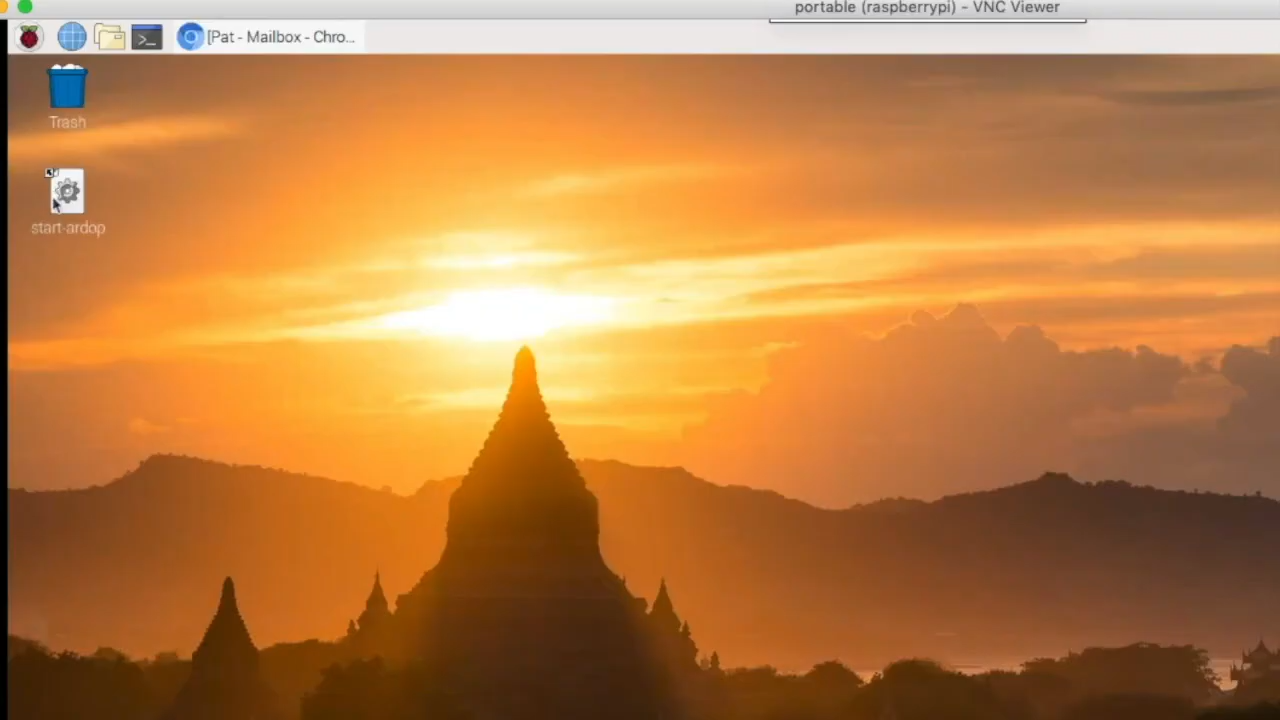 portable (raspberrypi) - VNC Viewer
[Pat - Mailbox - Chro...
Trash
start-ardop